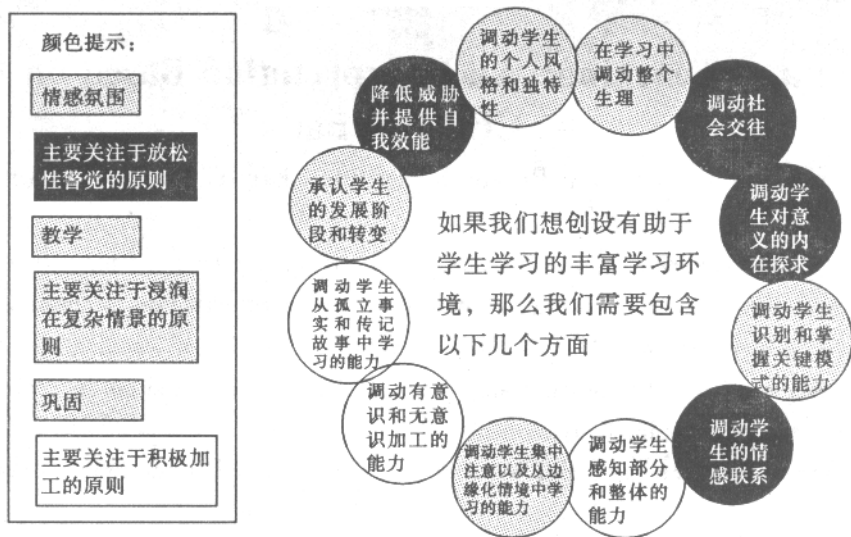 颜色提示：
情感氛围
主要关注于放松
性警觉的原则
教学
主要关注于浸润
在复杂情景的原
则
巩固
主要关注于积极加
工的原则
调动学生
的个人风
格和独特
性
在学习中
调动整个
生理
调动社
会交往
调动学
生对意
义的内
在探求
调动学生
识别和掌
握关键模
式的能力
调动学
生的情
感联系
调动学生
感知部分
和整体的
能力
调动学生集中
注意以及从边
缘化情境中学
习的能力
调动有意
识和无意
识加工的
能力
调动学生
从孤立事
实和传记
故事中学
习的能力
承认学生
的发展阶
段和转变
降低威胁
并提供自
我效能
如果我们想创设有助于
学生学习的丰富学习环
境，那么我们需要包含
以下几个方面